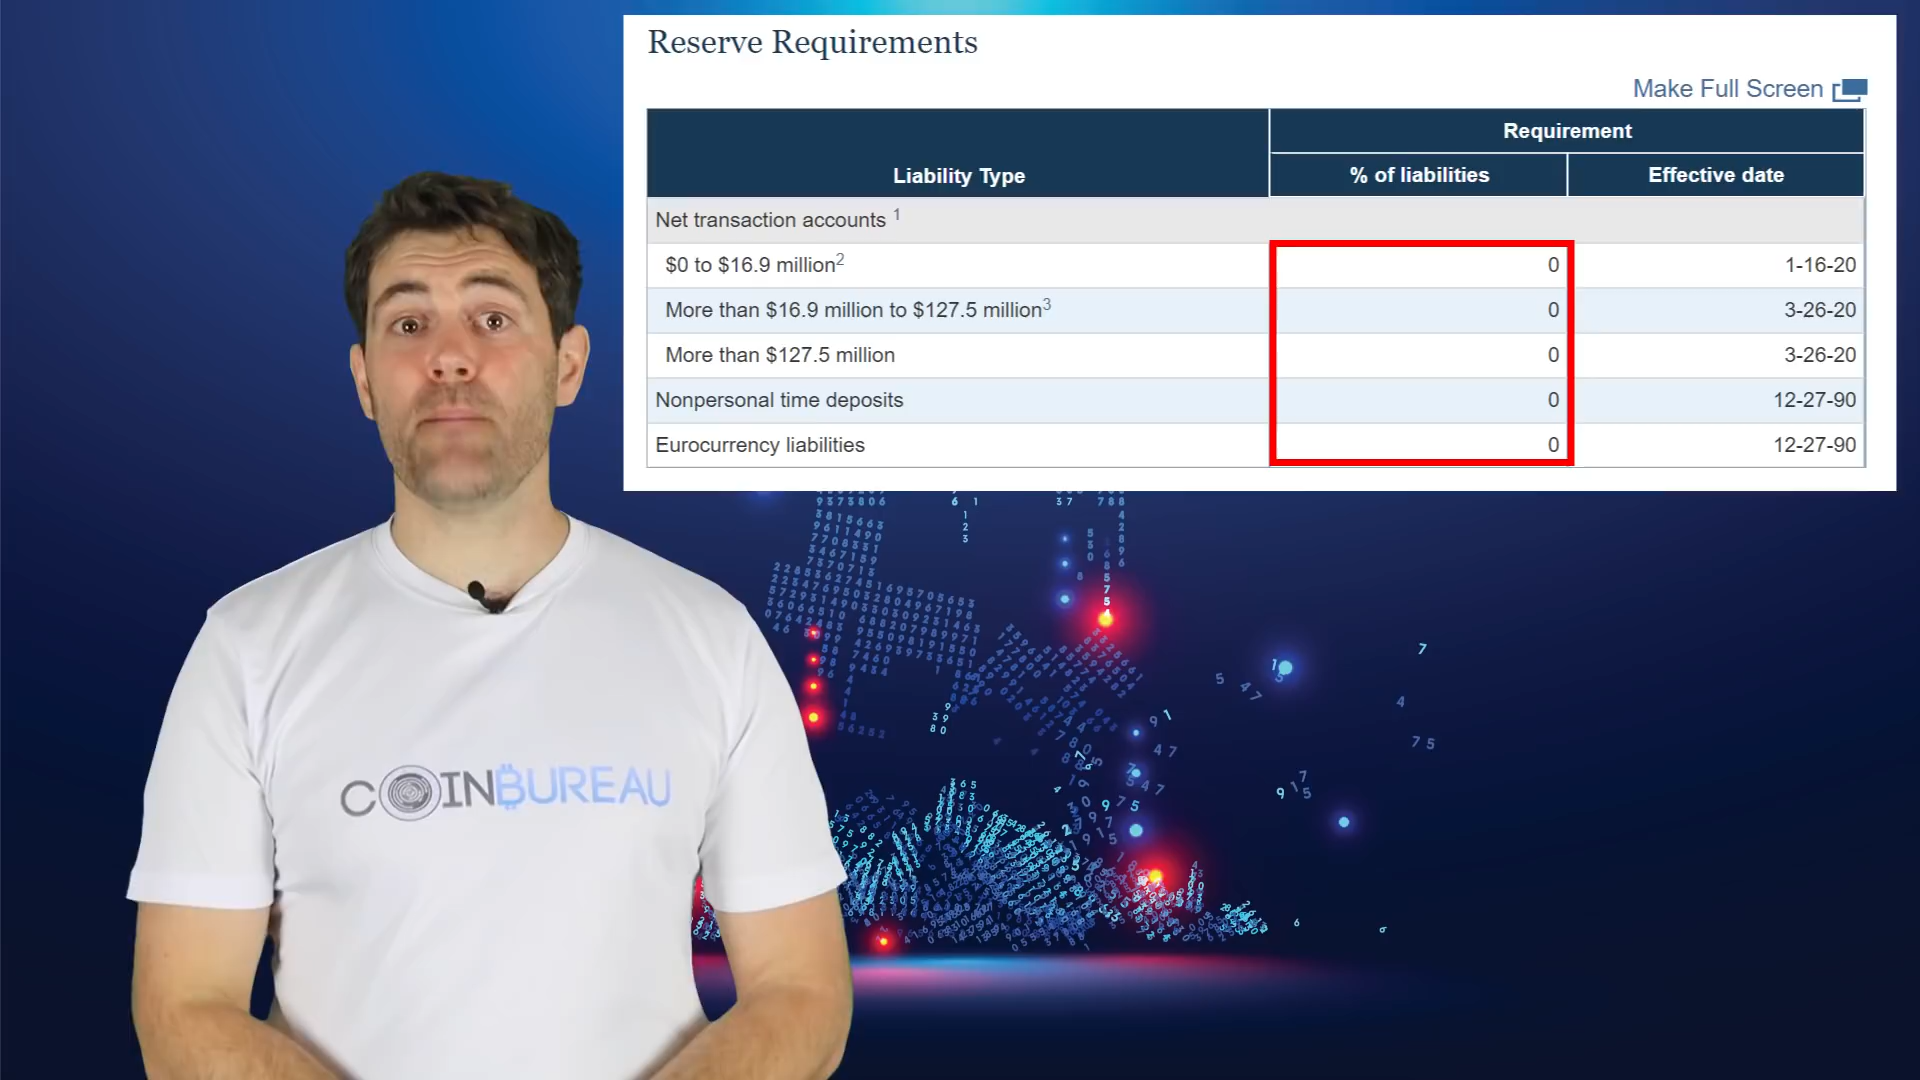 Reserve Requirements
Make Full Screen
Requirement
Liability Type % of liabilities Effective date
Net transaction accounts 1
$0 to $16.9 million2 0 1-16-20
More than $16.9 million to $127.5 million3 0 3-26-20
More than $127.5 million 0 3-26-20
Nonpersonal time deposits 0 12-27-90
Eurocurrency liabilities 0 12-27-90
COINBUREAU